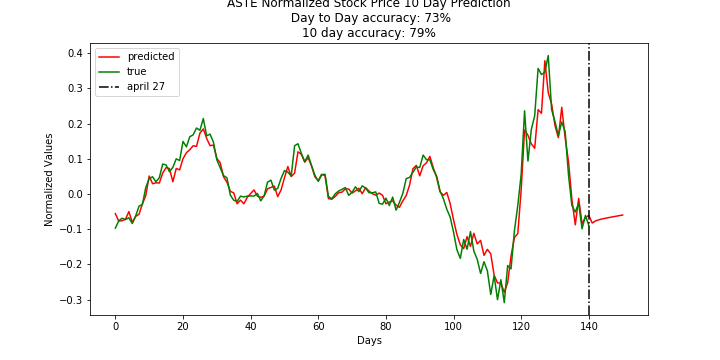 ASTE Normalized Stock Price 10 Day Prediction
Day to Day accuracy: 73%
10 day accuracy: 79%
predicted
true
april 27
Normalized Values
0.4
0.3
0.2
0.1
0.0
−0.1
−0.2
−0.3
0 20 40 60 80 100 120 140
Days